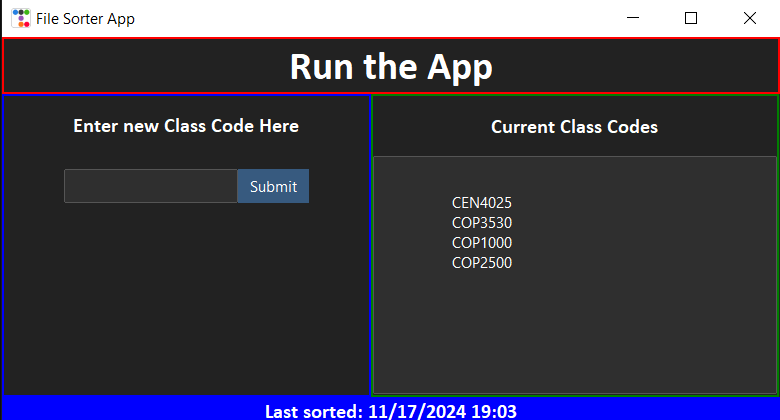 File Sorter App
Run the App
Enter new Class Code Here
Submit
Current Class Codes
CEN4025
COP3530
COP1000
COP2500
Last sorted: 11/17/2024 19:03